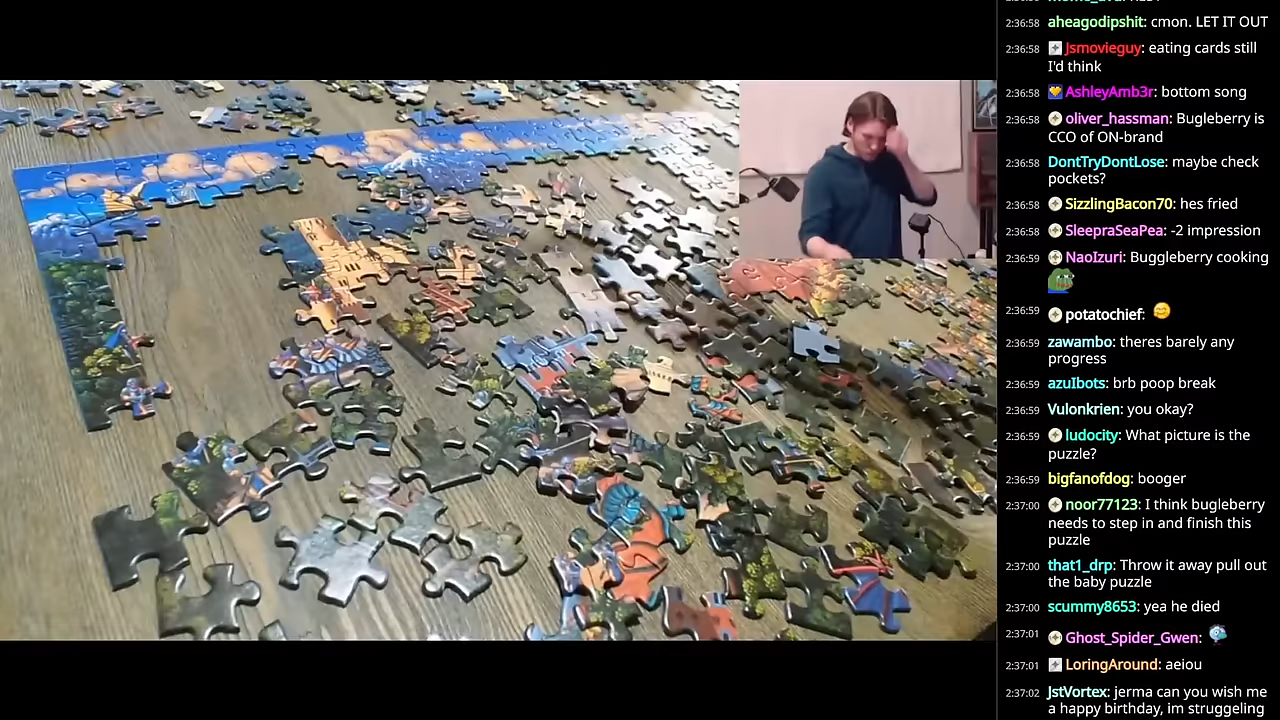 2:36:58 aheagodipshit: cmon. LET IT OUT
2:36:58 Jsmovieguy: eating cards still
I'd think
2:36:58 AshleyAmb3r: bottom song
2:36:58 oliver_hassman: Bugleberry is
CCO of ON-brand
2:36:58 DontTryDontLose: maybe check
pockets?
2:36:58 SizzlingBacon70: hes fried
2:36:58 SleepraSeaPea: -2 impression
2:36:59 NaoIzuri: Buggleberry cooking
2:36:59 potatochief:
2:36:59 zawambo: theres barely any
progress
2:36:59 azuIbots: brb poop break
2:36:59 Vulonkrien: you okay?
2:36:59 ludocity: What picture is the
puzzle?
2:36:59 bigfanofdog: booger
2:37:00 noor77123: I think bugleberry
needs to step in and finish this
puzzle
2:37:00 that1_drp: Throw it away pull out
the baby puzzle
2:37:00 scummy8653: yea he died
2:37:01 Ghost_Spider_Gwen:
2:37:01 LoringAround: aeiou
2:37:02 JstVortex: jerma can you wish me
a happy birthday, im struggling